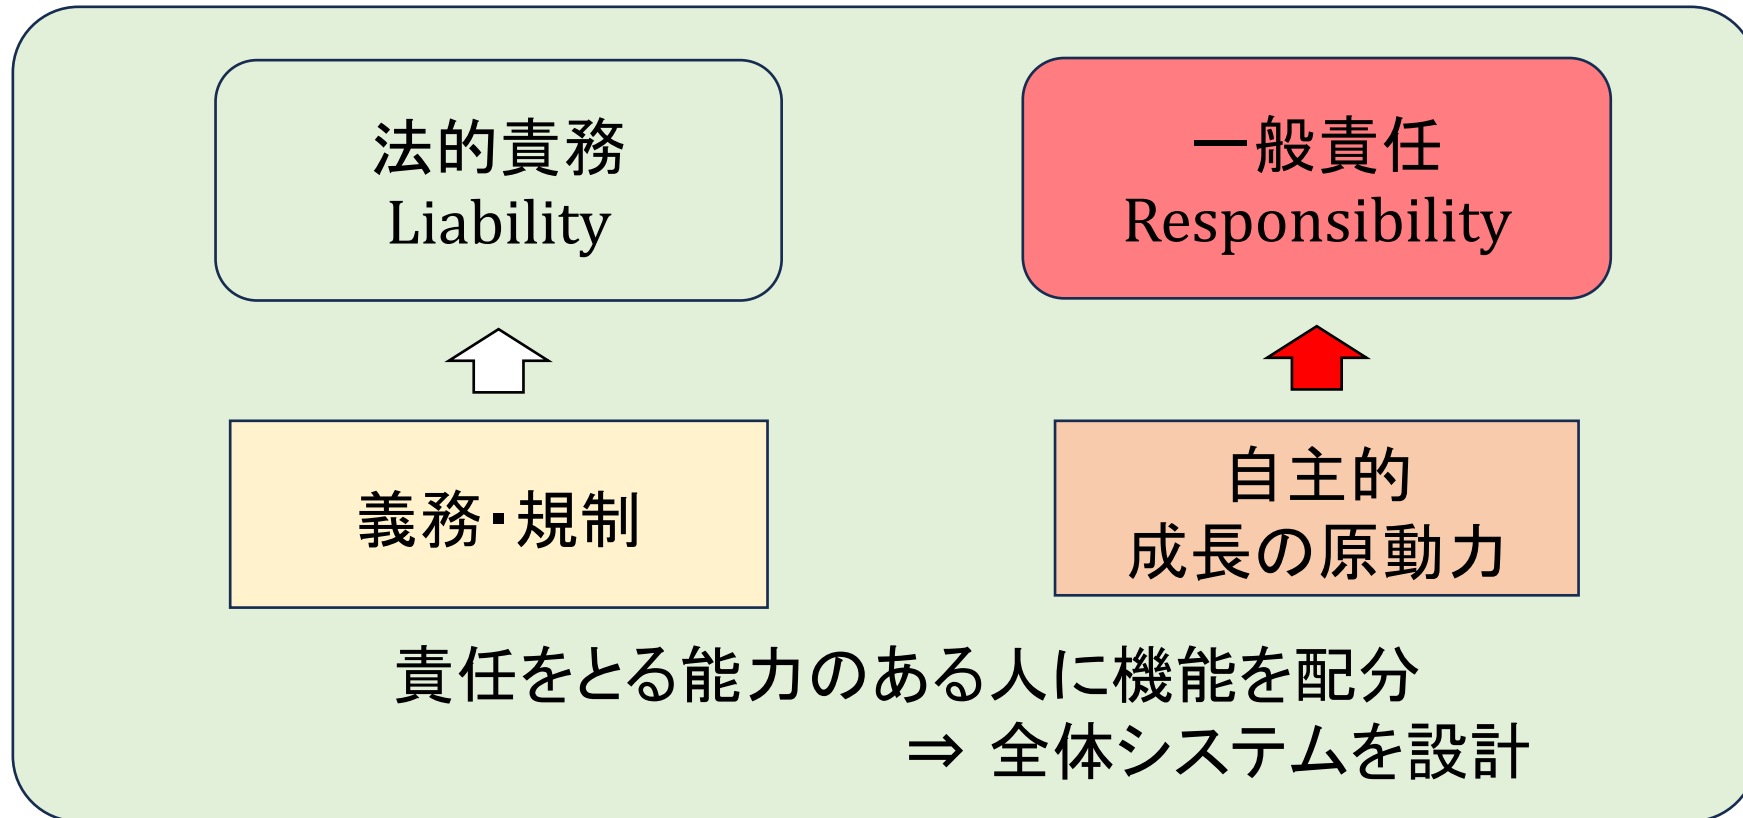 法的責務
Liability
一般責任
Responsibility
義務・規制
自主的
成長の原動力
責任をとる能力のある人に機能を配分
⇒ 全体システムを設計